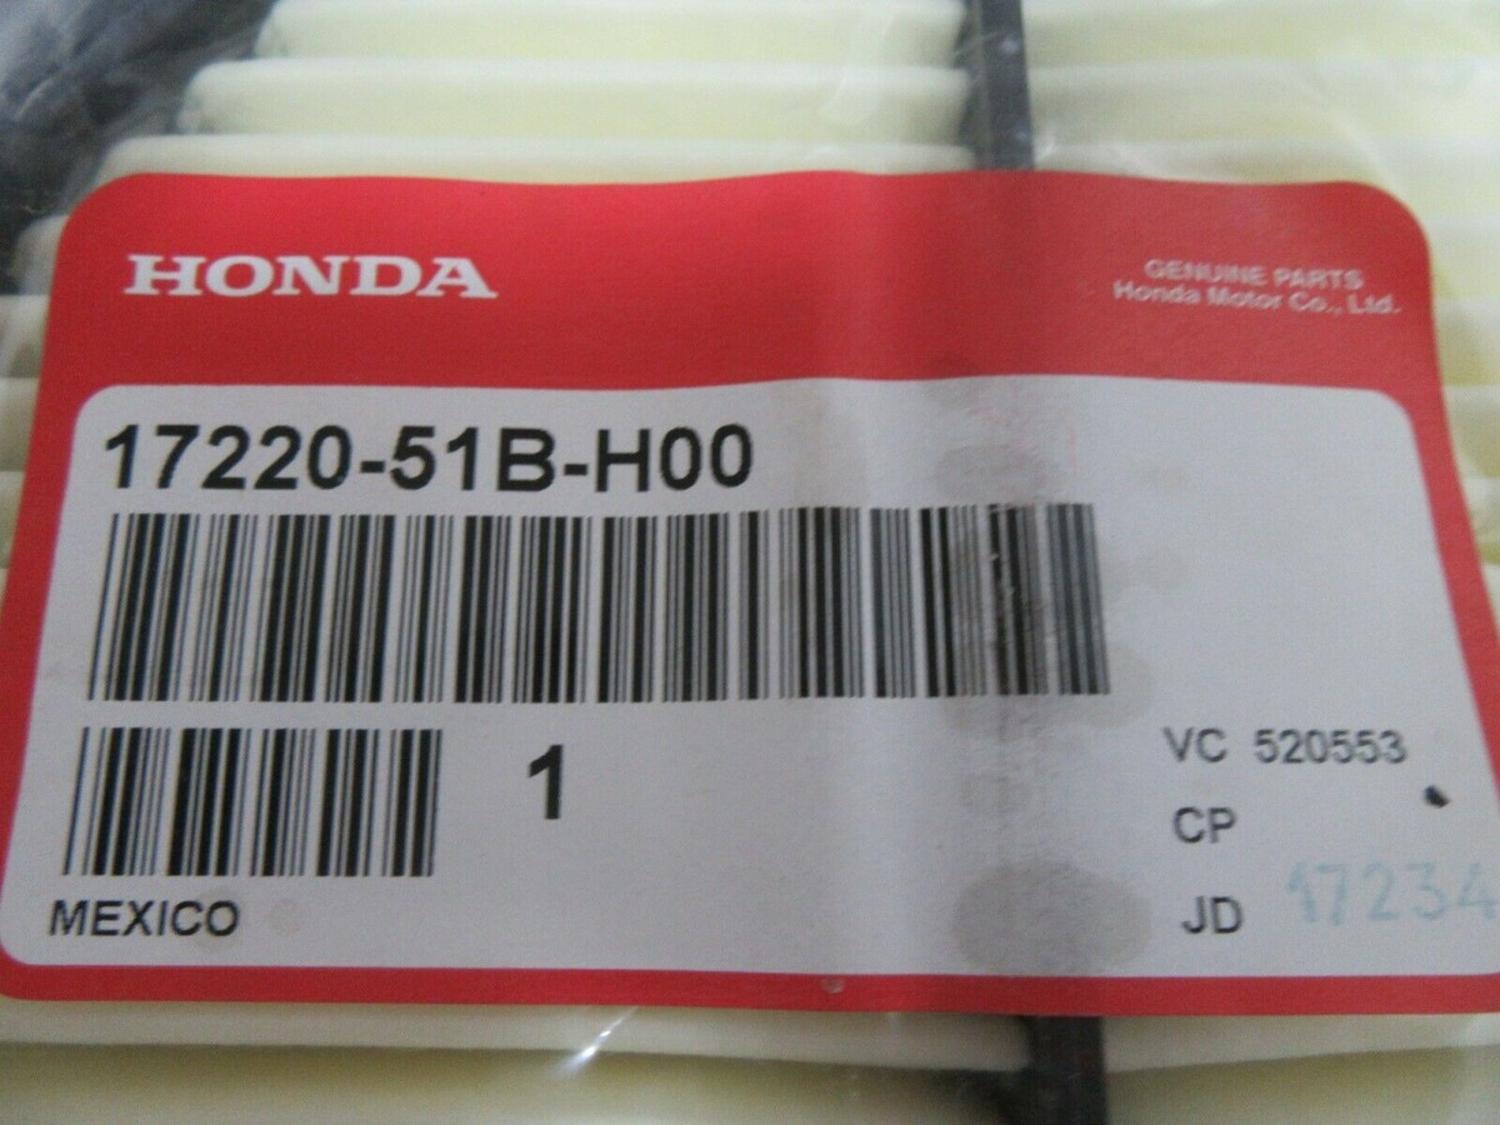 HONDA
GENUINE PARTS
Honda Motor Co., Ltd.
17220-51B-H00
1
VC 520553
CP
JD 17234
MEXICO